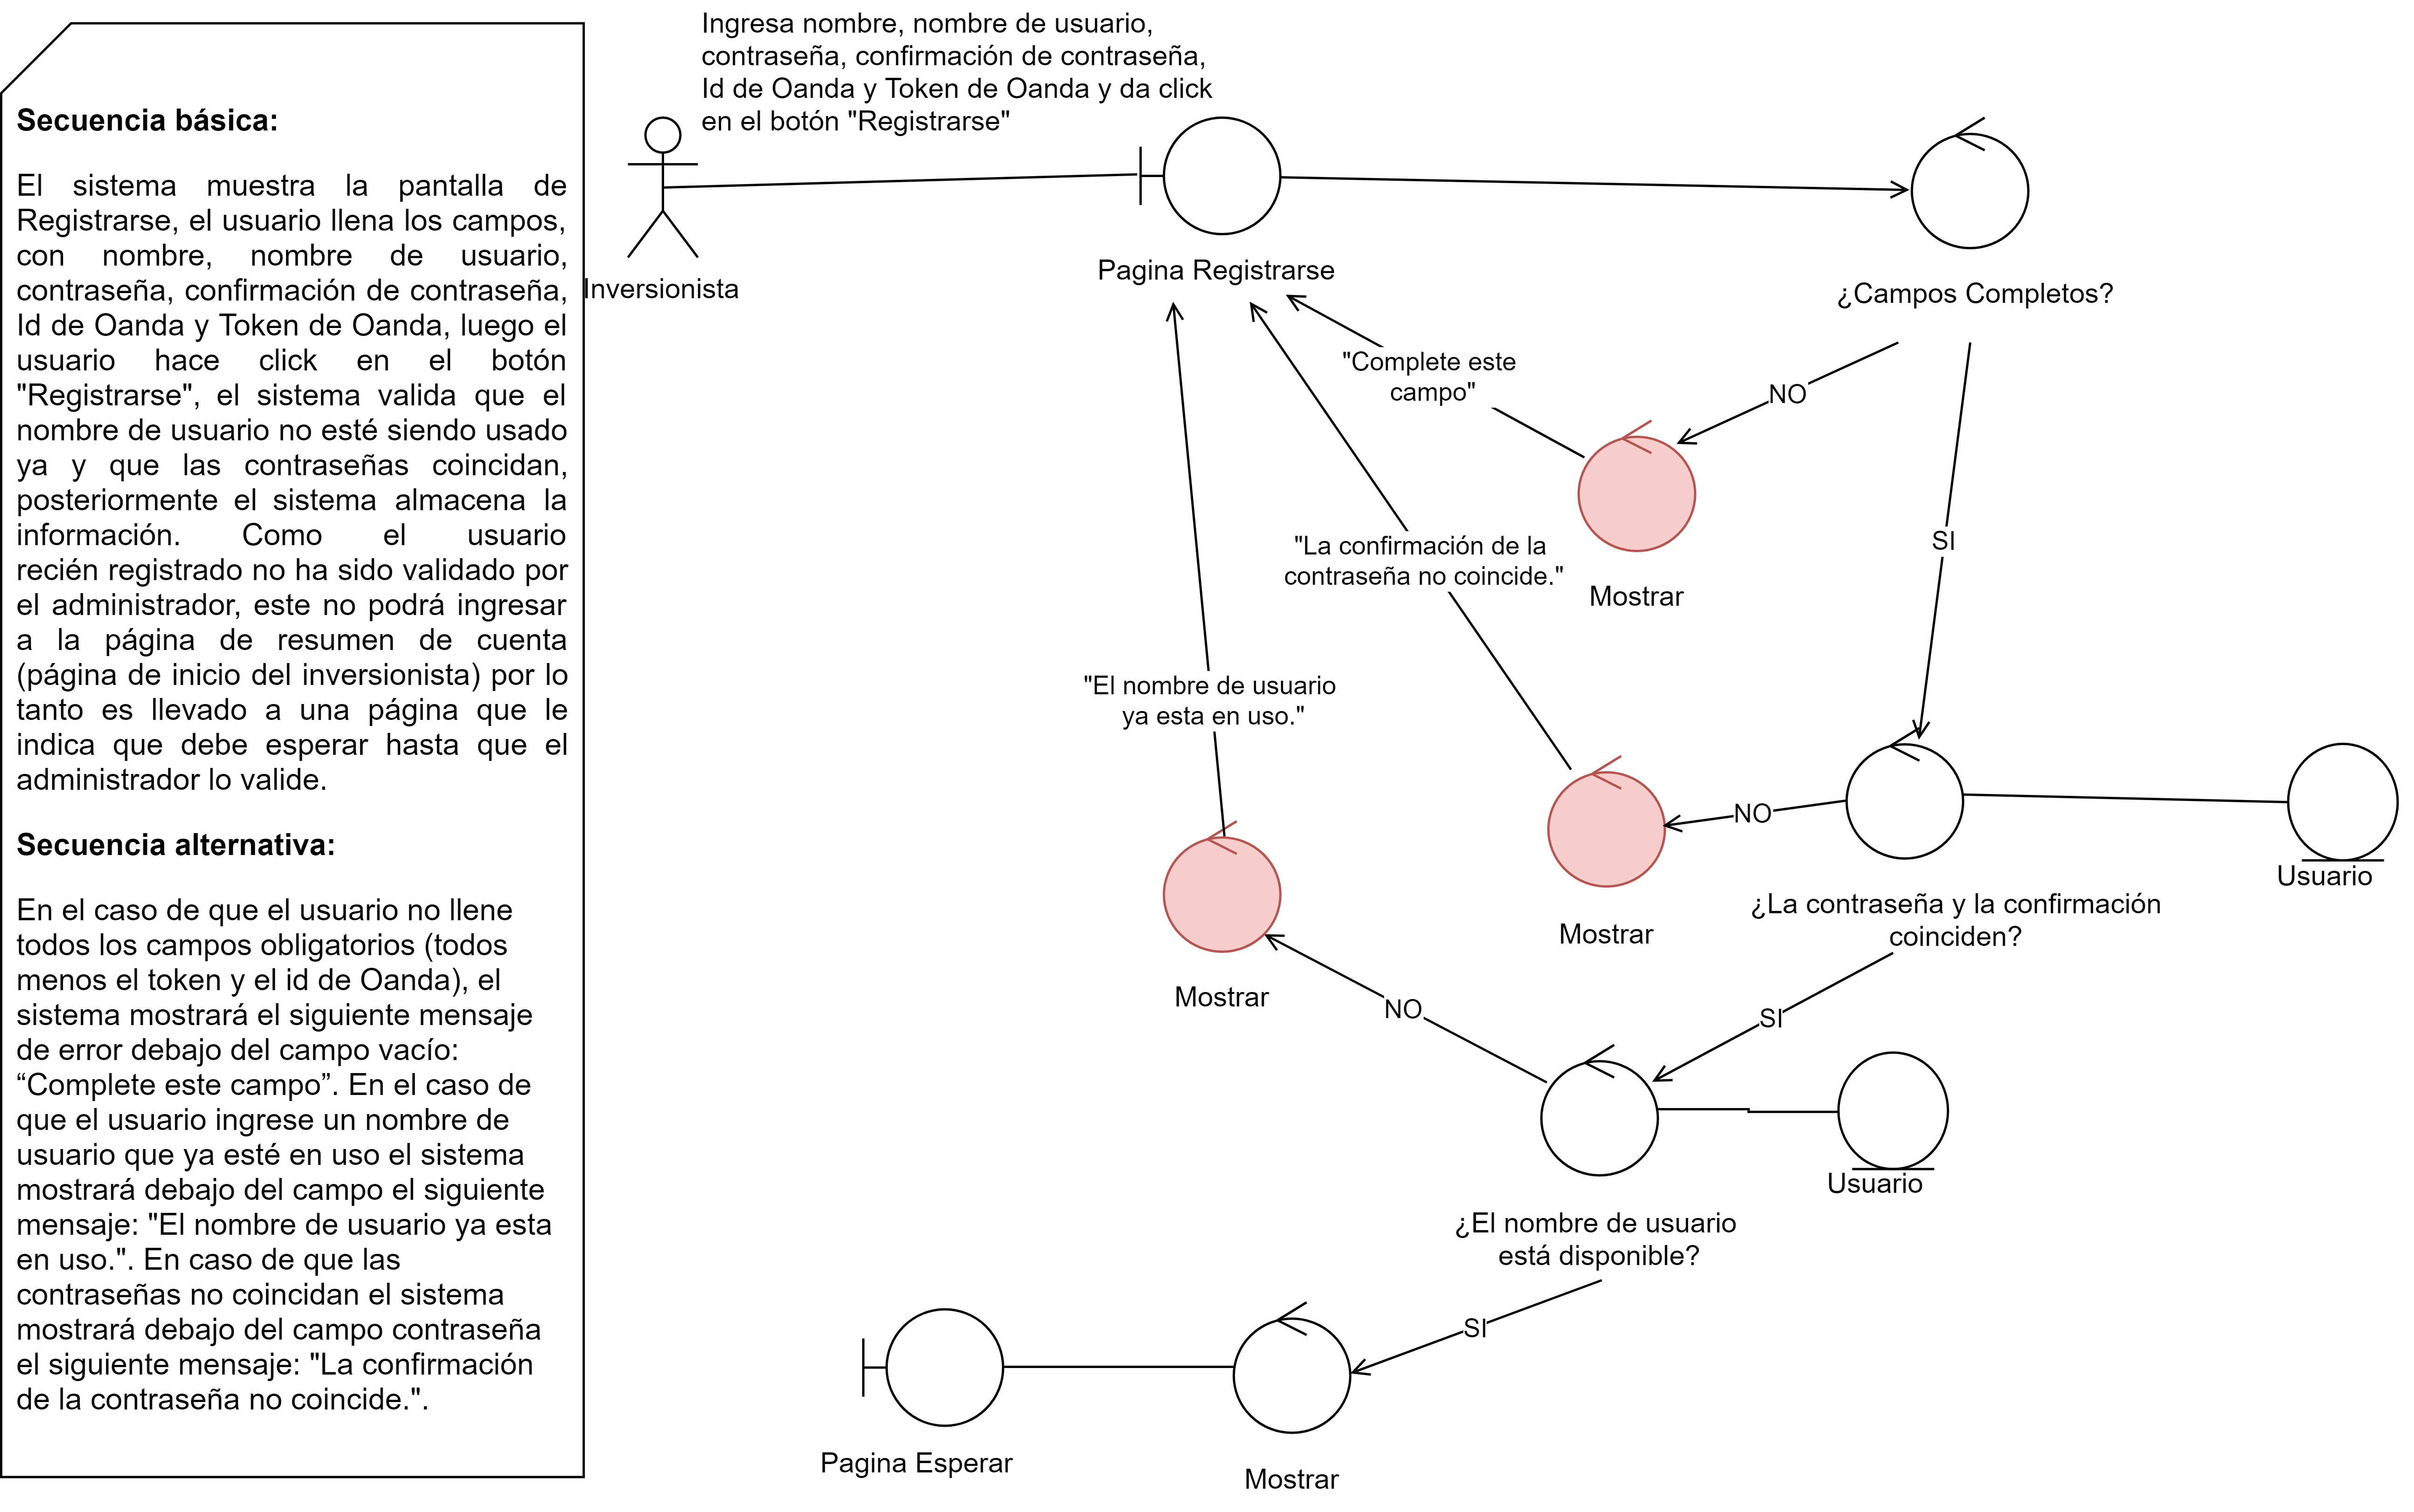 Secuencia básica:
El sistema muestra la pantalla de
Registrarse, el usuario llena los campos,
con nombre, nombre de usuario,
contraseña, confirmación de contraseña,
Id de Oanda y Token de Oanda, luego el
usuario hace click en el botón
"Registrarse", el sistema valida que el
nombre de usuario no esté siendo usado
ya y que las contraseñas coincidan,
posteriormente el sistema almacena la
información. Como el usuario
recién registrado no ha sido validado por
el administrador, este no podrá ingresar
a la página de resumen de cuenta
(página de inicio del inversionista) por lo
tanto es llevado a una página que le
indica que debe esperar hasta que el
administrador lo valide.
Secuencia alternativa:
En el caso de que el usuario no llene
todos los campos obligatorios (todos
menos el token y el id de Oanda), el
sistema mostrará el siguiente mensaje
de error debajo del campo vacío:
“Complete este campo”. En el caso de
que el usuario ingrese un nombre de
usuario que ya esté en uso el sistema
mostrará debajo del campo el siguiente
mensaje: "El nombre de usuario ya esta
en uso.". En caso de que las
contraseñas no coincidan el sistema
mostrará debajo del campo contraseña
el siguiente mensaje: "La confirmación
de la contraseña no coincide.".
Ingresa nombre, nombre de usuario,
contraseña, confirmación de contraseña,
Id de Oanda y Token de Oanda y da click
en el botón "Registrarse"
Inversionista
Pagina Registrarse
¿Campos Completos?
"Complete este
campo"
NO
SI
Mostrar
"La confirmación de la
contraseña no coincide."
"El nombre de usuario
ya esta en uso."
NO
Mostrar
Usuario
¿La contraseña y la confirmación
coinciden?
Mostrar
NO
SI
Usuario
¿El nombre de usuario
está disponible?
SI
Pagina Esperar
Mostrar